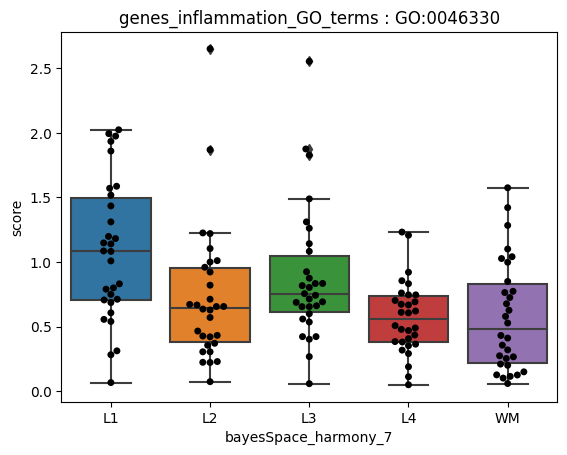 genes_inflammation_GO_terms : GO:0046330
2.5
2.0
1.5
1.0
0.5
0.0
score
L1 L2 L3 L4 WM
bayesSpace_harmony_7